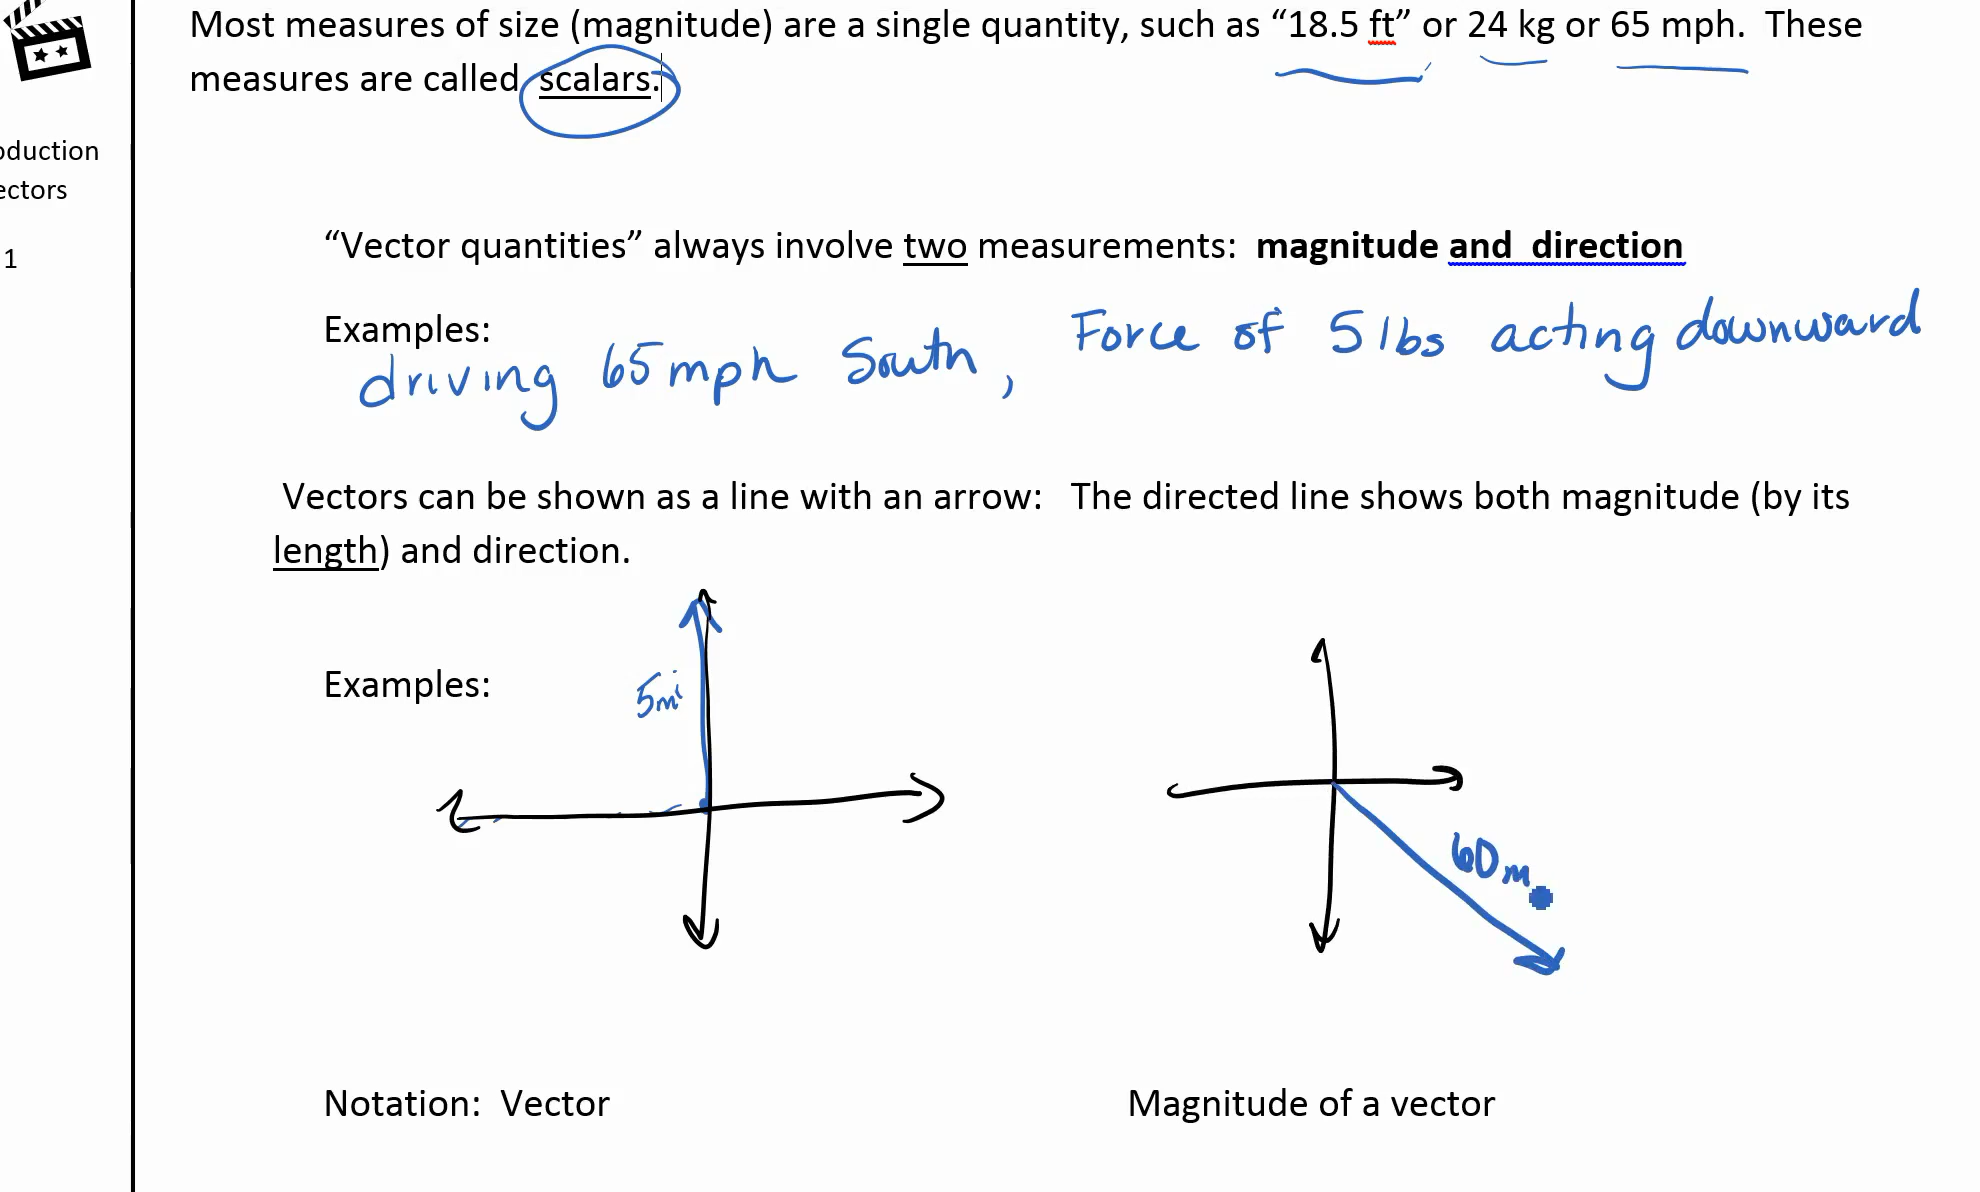 Most measures of size (magnitude) are a single quantity, such as “18.5 ft” or 24 kg or 65 mph. These
measures are called scalars.
oduction
ectors
1
“Vector quantities” always involve two measurements: magnitude and direction
Examples:
driving 65mph South,
Force of 5 lbs acting downward
Vectors can be shown as a line with an arrow: The directed line shows both magnitude (by its
length) and direction.
Examples:
5mi
60m
Notation: Vector
Magnitude of a vector